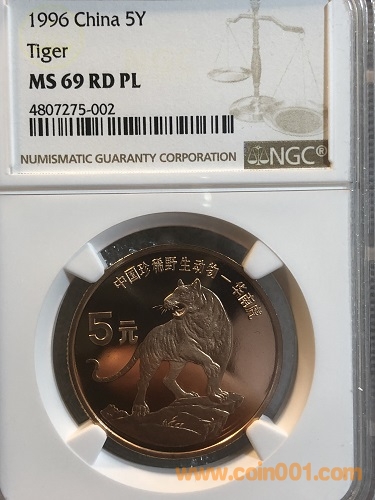 1996 China 5Y
Tiger
MS 69 RD PL
4807275-002
NUMISMATIC GUARANTY CORPORATION NGC®
中国珍稀野生动物—华南虎
5元
www.coin001.com